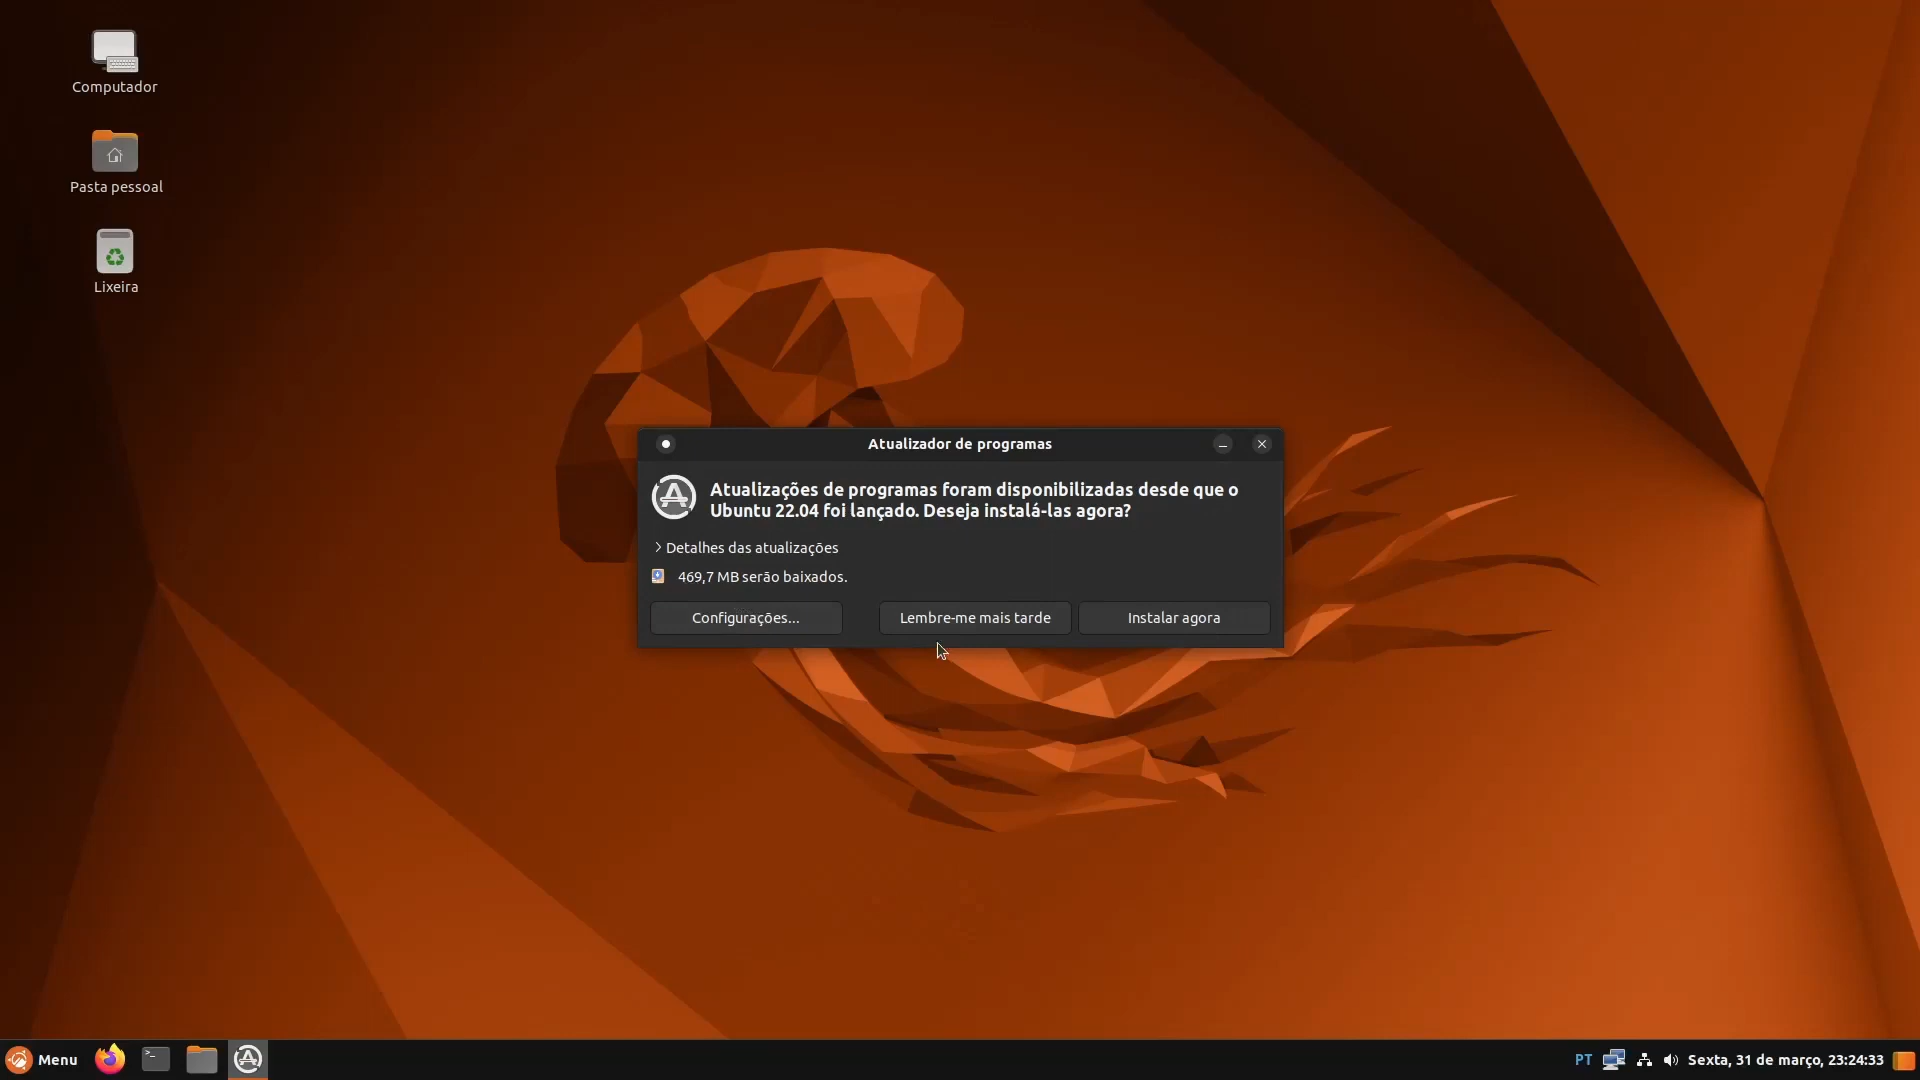 Computador
Pasta pessoal
Lixeira
Atualizador de programas
Atualizações de programas foram disponibilizadas desde que o
Ubuntu 22.04 foi lançado. Deseja instalá-las agora?
Detalhes das atualizações
469,7 MB serão baixados.
Configurações...
Lembre-me mais tarde
Instalar agora
Menu
PT
Sexta, 31 de março, 23:24:33